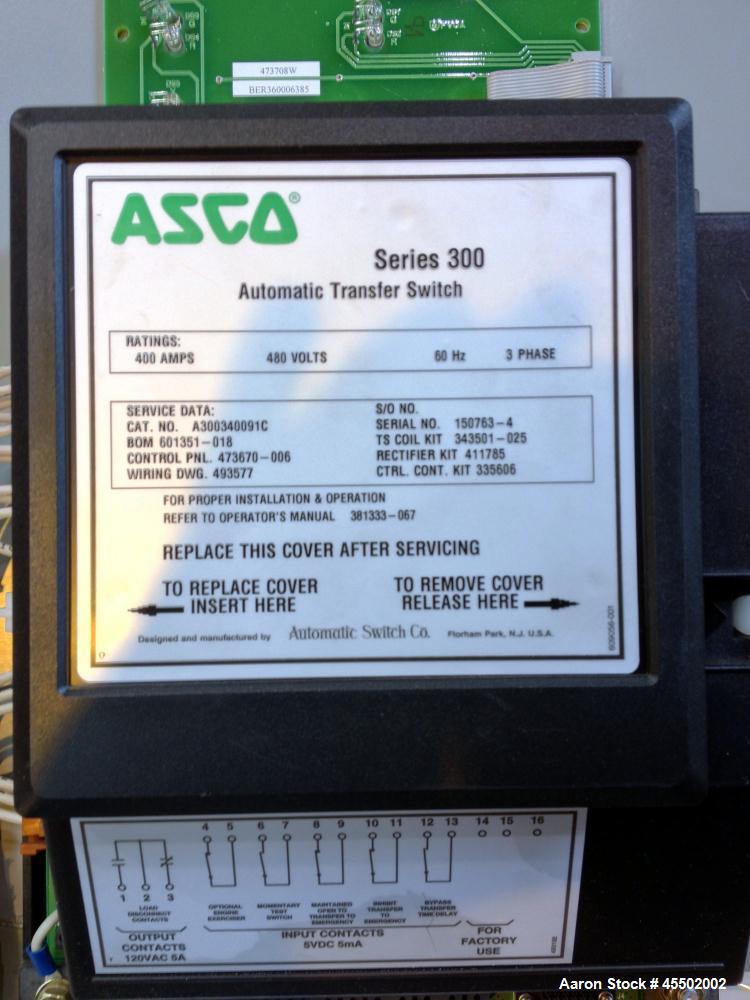 473708W
BER360006385
ASCO®
Series 300
Automatic Transfer Switch
RATINGS:
400 AMPS 480 VOLTS 60 Hz 3 PHASE
SERVICE DATA:
CAT. NO. A300340091C
BOM 601351-018
CONTROL PNL. 473670-006
WIRING DWG. 493577
S/O NO.
SERIAL NO. 150763-4
TS COIL KIT 343501-025
RECTIFIER KIT 411785
CTRL. CONT. KIT 335606
FOR PROPER INSTALLATION & OPERATION
REFER TO OPERATOR'S MANUAL 381333-067
REPLACE THIS COVER AFTER SERVICING
TO REPLACE COVER
INSERT HERE
TO REMOVE COVER
RELEASE HERE
Designed and manufactured by Automatic Switch Co. Florham Park, N.J. U.S.A.
609056-001
4 5 6 7 8 9 10 11 12 13 14 15 16
1 2 3
LOAD
DISCONNECT
CONTACTS
OUTPUT
CONTACTS
120VAC 5A
OPTIONAL
ENGINE
EXERCISER
MOMENTARY
TEST
SWITCH
MAINTAINED
OPEN TO
TRANSFER TO
EMERGENCY
INHIBIT
TRANSFER
TO
EMERGENCY
BYPASS
TRANSFER
TIME DELAY
INPUT CONTACTS
5VDC 5mA
FOR
FACTORY
USE
Aaron Stock # 45502002